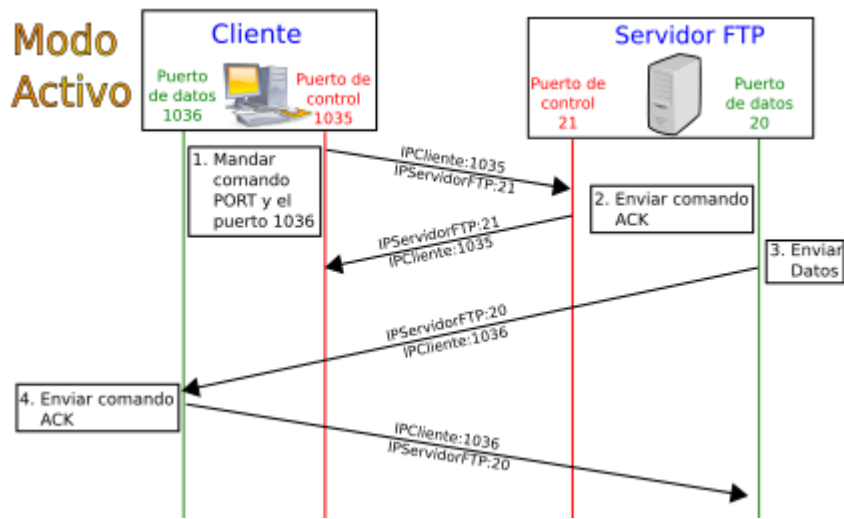 Modo
Activo
Cliente
Puerto
de datos
1036
Puerto de
control
1035
Servidor FTP
Puerto de
control
21
Puerto
de datos
20
1. Mandar
comando
PORT y el
puerto 1036
IPCliente:1035
IPServidorFTP:21
2. Enviar comando
ACK
IPServidorFTP:21
IPCliente:1035
3. Enviar
Datos
IPServidorFTP:20
IPCliente:1036
4. Enviar comando
ACK
IPCliente:1036
IPServidorFTP:20